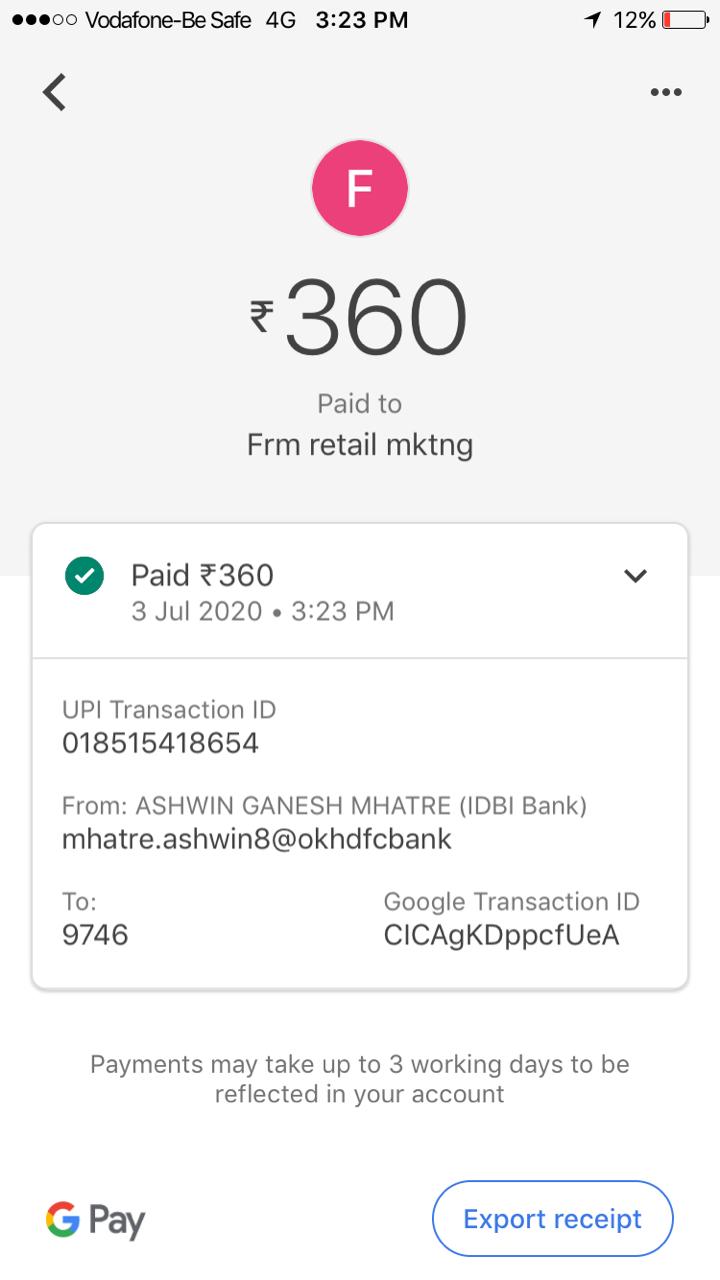 Vodafone-Be Safe 4G 3:23 PM 12%
F
₹360
Paid to
Frm retail mktng
Paid ₹360
3 Jul 2020 • 3:23 PM
UPI Transaction ID
018515418654
From: ASHWIN GANESH MHATRE (IDBI Bank)
mhatre.ashwin8@okhdfcbank
To: Google Transaction ID
9746 CICAgKDppcfUeA
Payments may take up to 3 working days to be
reflected in your account
G Pay Export receipt